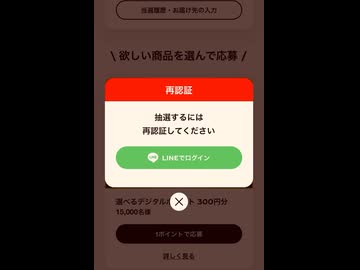 当選履歴・お届け先の入力
\ 欲しい商品を選んで応募 /
再認証
抽選するには
再認証してください
LINE
LINEでログイン
選べるデジタルポイント 300円分
15,000名様
1ポイントで応募
詳しく見る